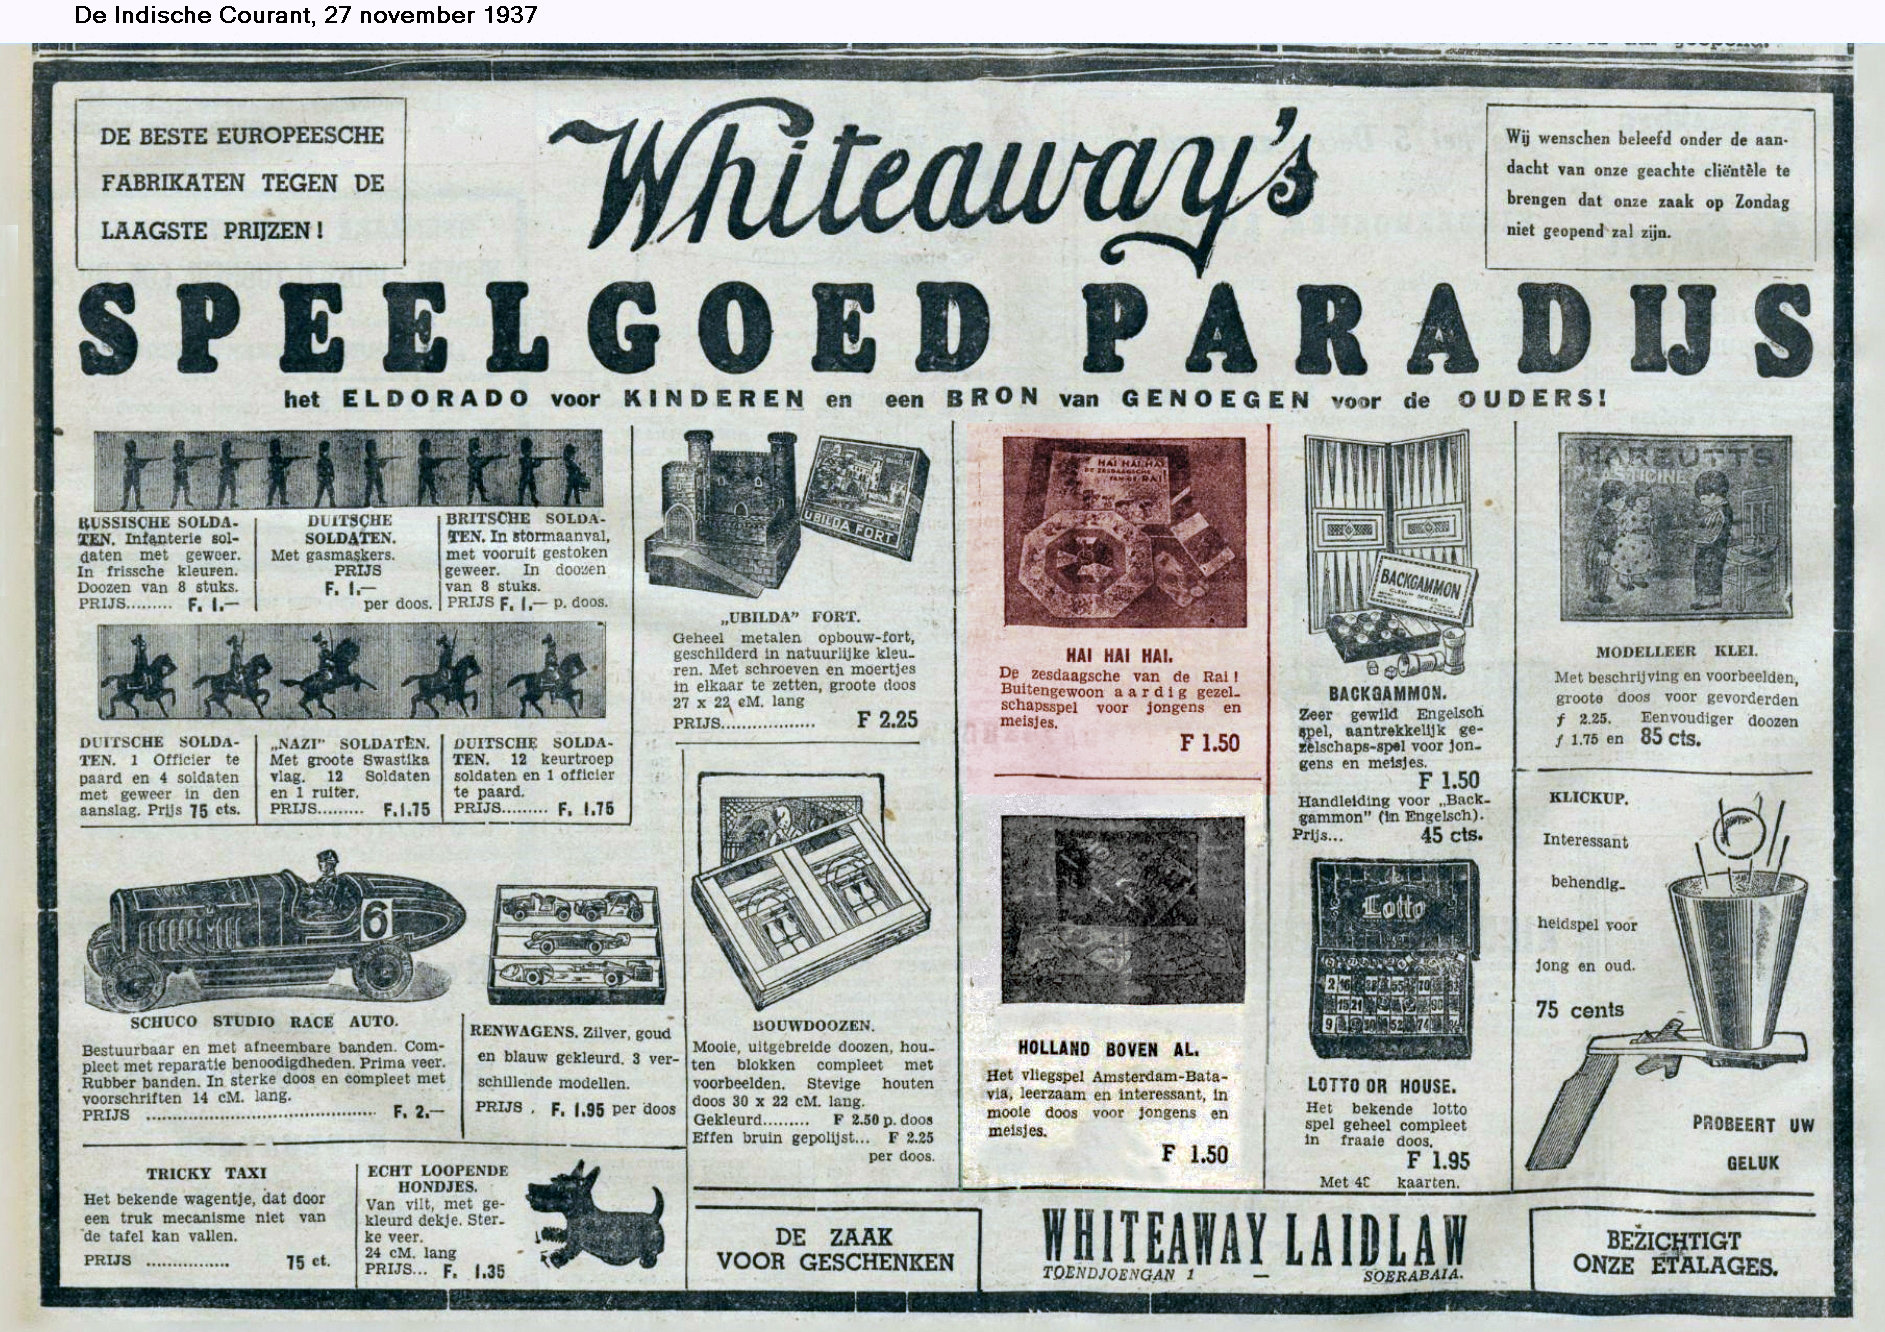 De Indische Courant, 27 november 1937
DE BESTE EUROPEESCHE
FABRIKATEN TEGEN DE
LAAGSTE PRIJZEN!
Whiteaway's
Wij wenschen beleefd onder de aan-
dacht van onze geachte cliëntèle te
brengen dat onze zaak op Zondag
niet geopend zal zijn.
SPEELGOED PARADIJS
het ELDORADO voor KINDEREN en een BRON van GENOEGEN voor de OUDERS!
RUSSISCHE SOLDA-
TEN. Infanterie sol-
daten met geweer.
In frissche kleuren.
Doozen van 8 stuks.
PRIJS......... F. 1.—
DUITSCHE
SOLDATEN.
Met gasmaskers.
PRIJS
F. 1.—
per doos.
BRITSCHE SOLDA-
TEN. In stormaanval,
met vooruit gestoken
geweer. In doozen
van 8 stuks.
PRIJS F. 1.— p. doos.
DUITSCHE SOLDA-
TEN. 1 Officier te
paard en 4 soldaten
met geweer in den
aanslag. Prijs 75 cts.
„NAZI" SOLDATEN.
Met groote Swastika
vlag. 12 Soldaten
en 1 ruiter.
PRIJS......... F.1.75
DUITSCHE SOLDA-
TEN. 12 keurtroep
soldaten en 1 officier
te paard.
PRIJS......... F. 1.75
6
SCHUCO STUDIO RACE AUTO.
Bestuurbaar en met afneembare banden. Com-
pleet met reparatie benoodigdheden. Prima veer.
Rubber banden. In sterke doos en compleet met
voorschriften 14 cM. lang.
PRIJS ........................................ F. 2.—
RENWAGENS. Zilver, goud
en blauw gekleurd. 3 ver-
schillende modellen.
PRIJS . F. 1.95 per doos
TRICKY TAXI
Het bekende wagentje, dat door
een truk mecanisme niet van
de tafel kan vallen.
PRIJS ................ 75 ct.
ECHT LOOPENDE
HONDJES.
Van vilt, met ge-
kleurd dekje. Ster-
ke veer.
24 cM. lang
PRIJS... F. 1.35
UBILDA FORT
„UBILDA" FORT.
Geheel metalen opbouw-fort,
geschilderd in natuurlijke kleu-
ren. Met schroeven en moertjes
in elkaar te zetten, groote doos
27 x 22 cM. lang
PRIJS.................. F 2.25
BOUWDOOZEN.
Mooie, uitgebreide doozen, hou-
ten blokken compleet met
voorbeelden. Stevige houten
doos 30 x 22 cM. lang.
Gekleurd......... F 2.50 p. doos
Effen bruin gepolijst... F 2.25
per doos.
HAI HAI HAI
DE ZESDAAGSCHE
VAN DE RAI!
HAI HAI HAI.
De zesdaagsche van de Rai!
Buitengewoon aardig gezel-
schapsspel voor jongens en
meisjes.
F 1.50
HOLLAND BOVEN AL.
Het vliegspel Amsterdam-Bata-
via, leerzaam en interessant, in
mooie doos voor jongens en
meisjes.
F 1.50
BACKGAMMON
BACKGAMMON.
Zeer gewild Engelsch
spel, aantrekkelijk ge-
zelschaps-spel voor jon-
gens en meisjes.
F 1.50
Handleiding voor „Back-
gammon" (in Engelsch).
Prijs... 45 cts.
Lotto
LOTTO OR HOUSE.
Het bekende lotto
spel geheel compleet
in fraaie doos.
F 1.95
Met kaarten.
HARBUTT'S
MODELLEER KLEI.
Met beschrijving en voorbeelden,
groote doos voor gevorderden
f 2.25. Eenvoudiger doozen
f 1.75 en 85 cts.
KLICKUP.
Interessant
behendig-
heidspel voor
jong en oud.
75 cents
PROBEERT UW
GELUK
DE ZAAK
VOOR GESCHENKEN
WHITEAWAY LAIDLAW
TOENDJOENGAN 1 — SOERABAIA.
BEZICHTIGT
ONZE ETALAGES.